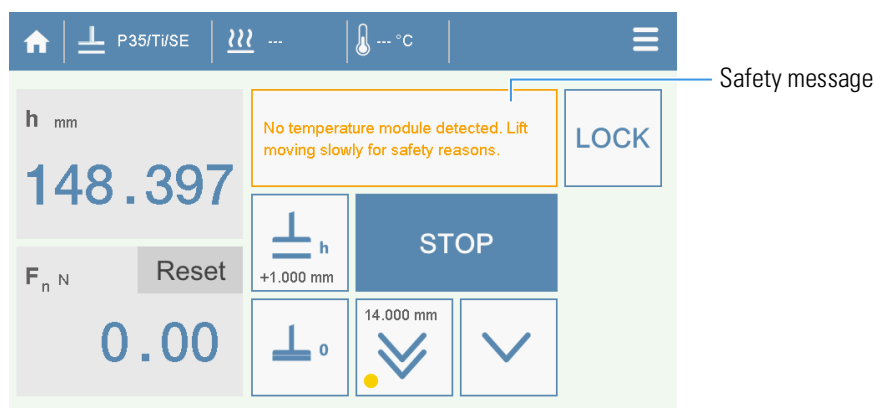 P35/Ti/SE
---
--- °C
Safety message
h mm
148.397
No temperature module detected. Lift
moving slowly for safety reasons.
LOCK
h
+1.000 mm
STOP
Fn N
Reset
0.00
0
14.000 mm